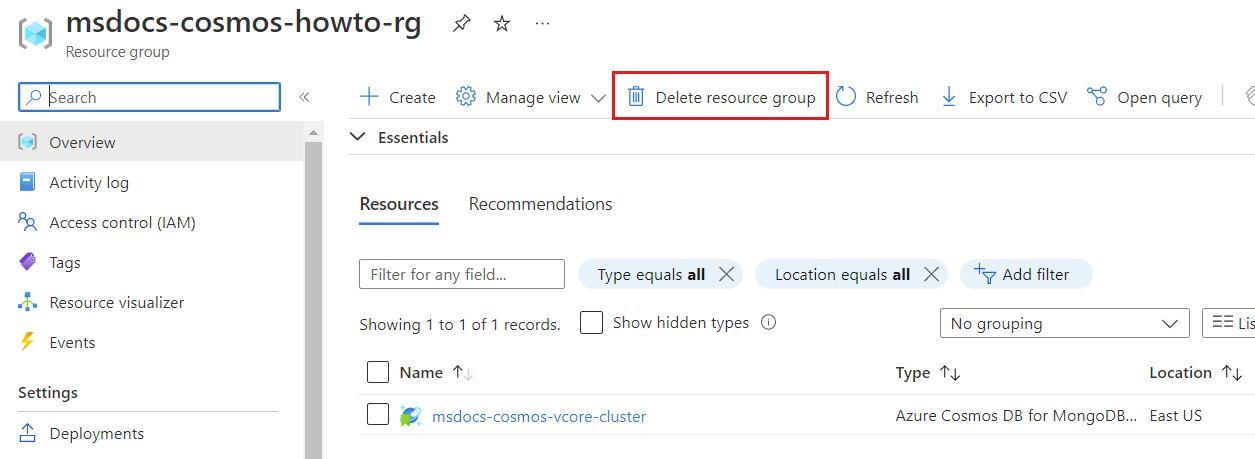 msdocs-cosmos-howto-rg
Resource group
Search
Overview
Activity log
Access control (IAM)
Tags
Resource visualizer
Events
Settings
Deployments
Create Manage view Delete resource group Refresh Export to CSV Open query
Essentials
Resources Recommendations
Filter for any field... Type equals all Location equals all Add filter
Showing 1 to 1 of 1 records. Show hidden types No grouping Lis
Name Type Location
msdocs-cosmos-vcore-cluster Azure Cosmos DB for MongoDB... East US